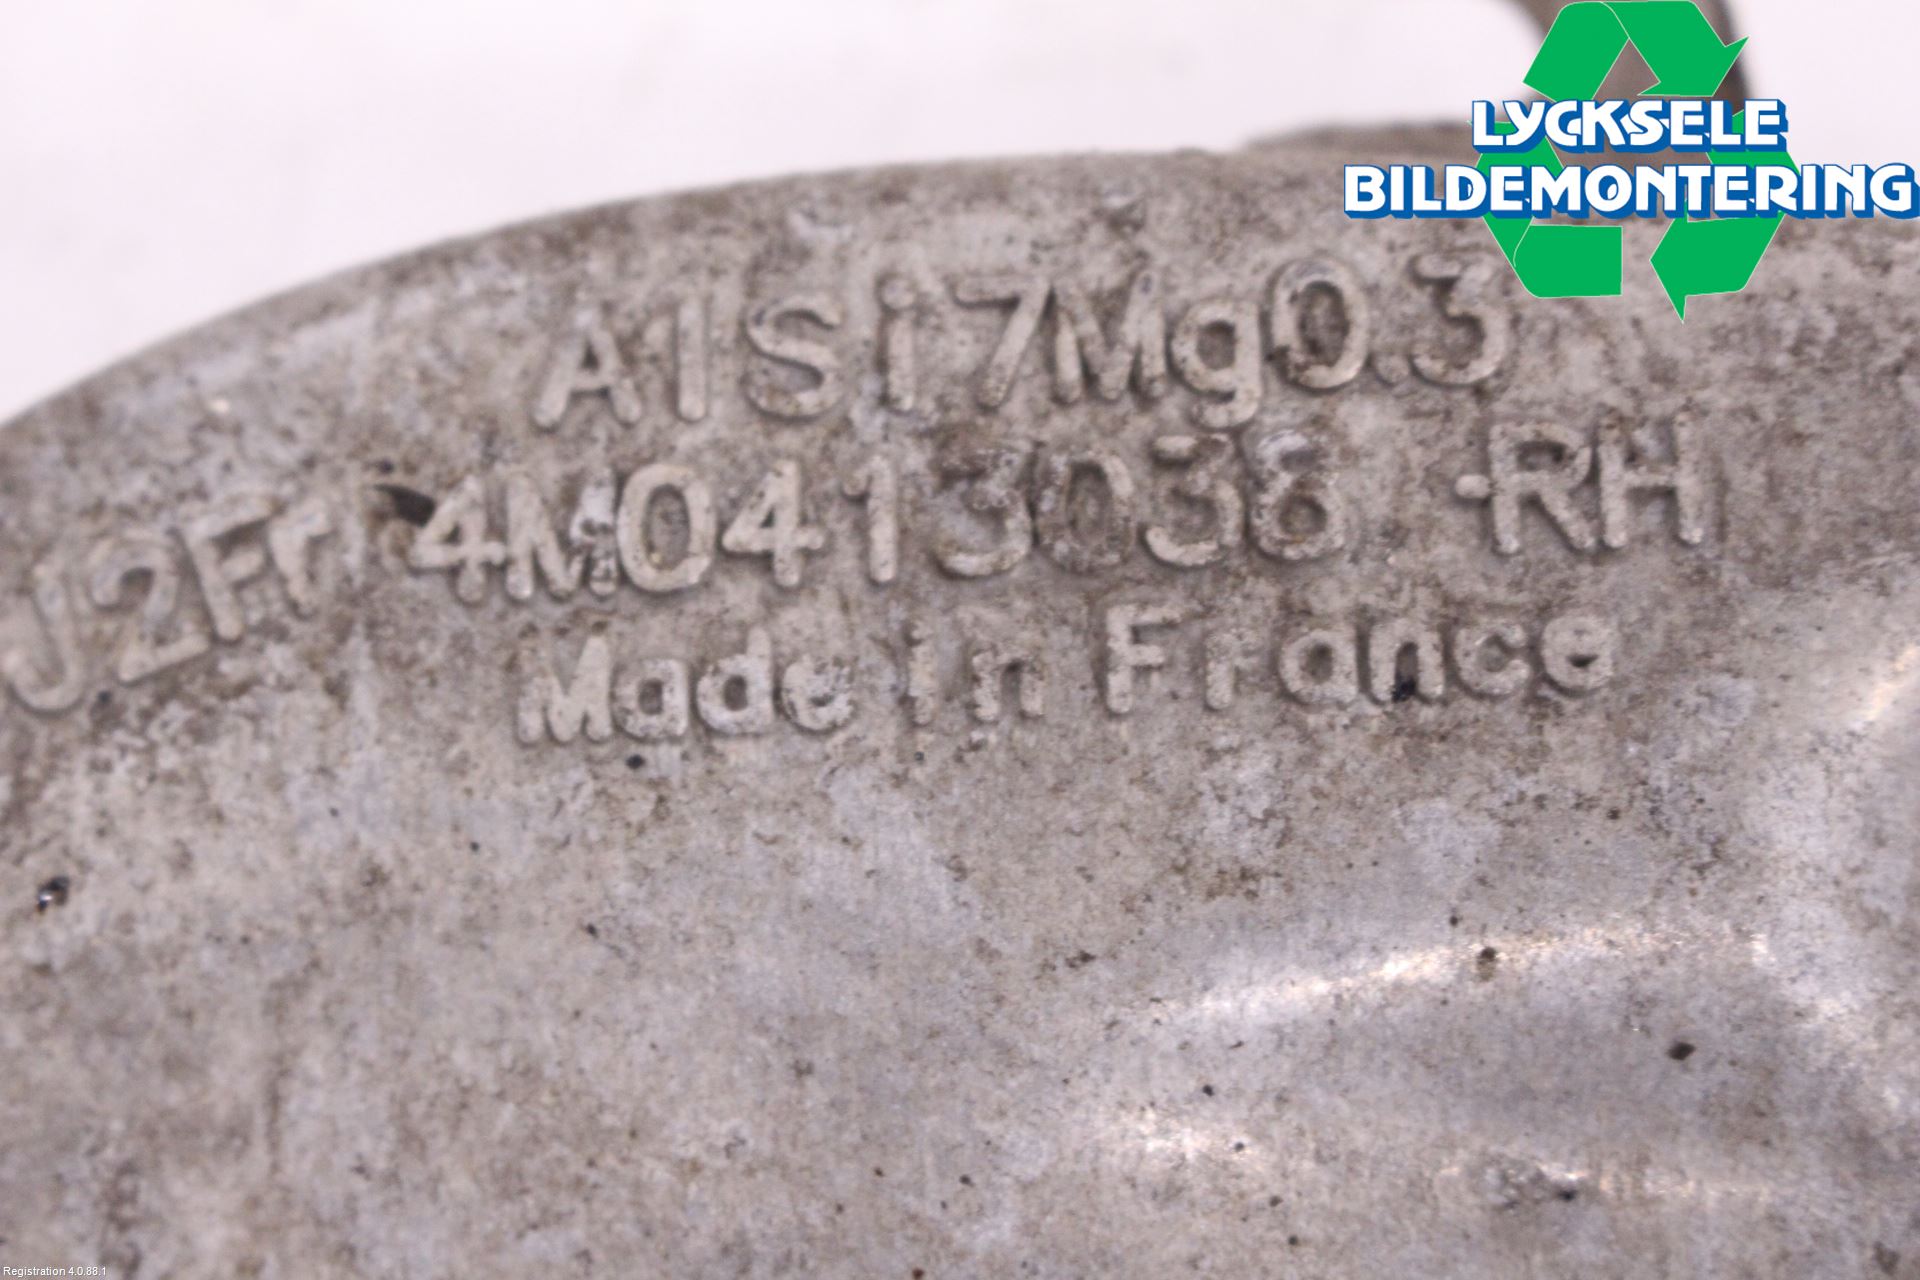 LYCKSELE
BILDEMONTERING
AlSi7Mg0.3
J2Fr 4M0413038 -RH
Made in France
Registration 4.0.88.1